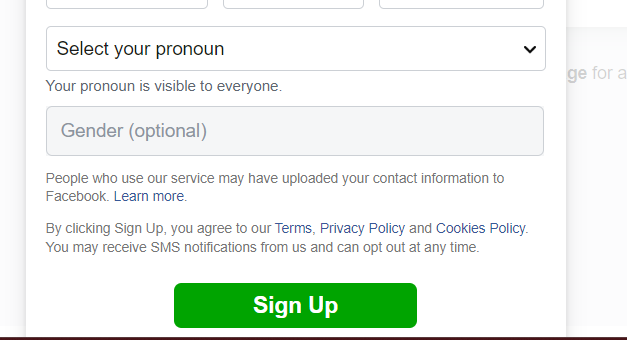 Select your pronoun
ge for a
Your pronoun is visible to everyone.
Gender (optional)
People who use our service may have uploaded your contact information to
Facebook. Learn more.
By clicking Sign Up, you agree to our Terms, Privacy Policy and Cookies Policy.
You may receive SMS notifications from us and can opt out at any time.
Sign Up